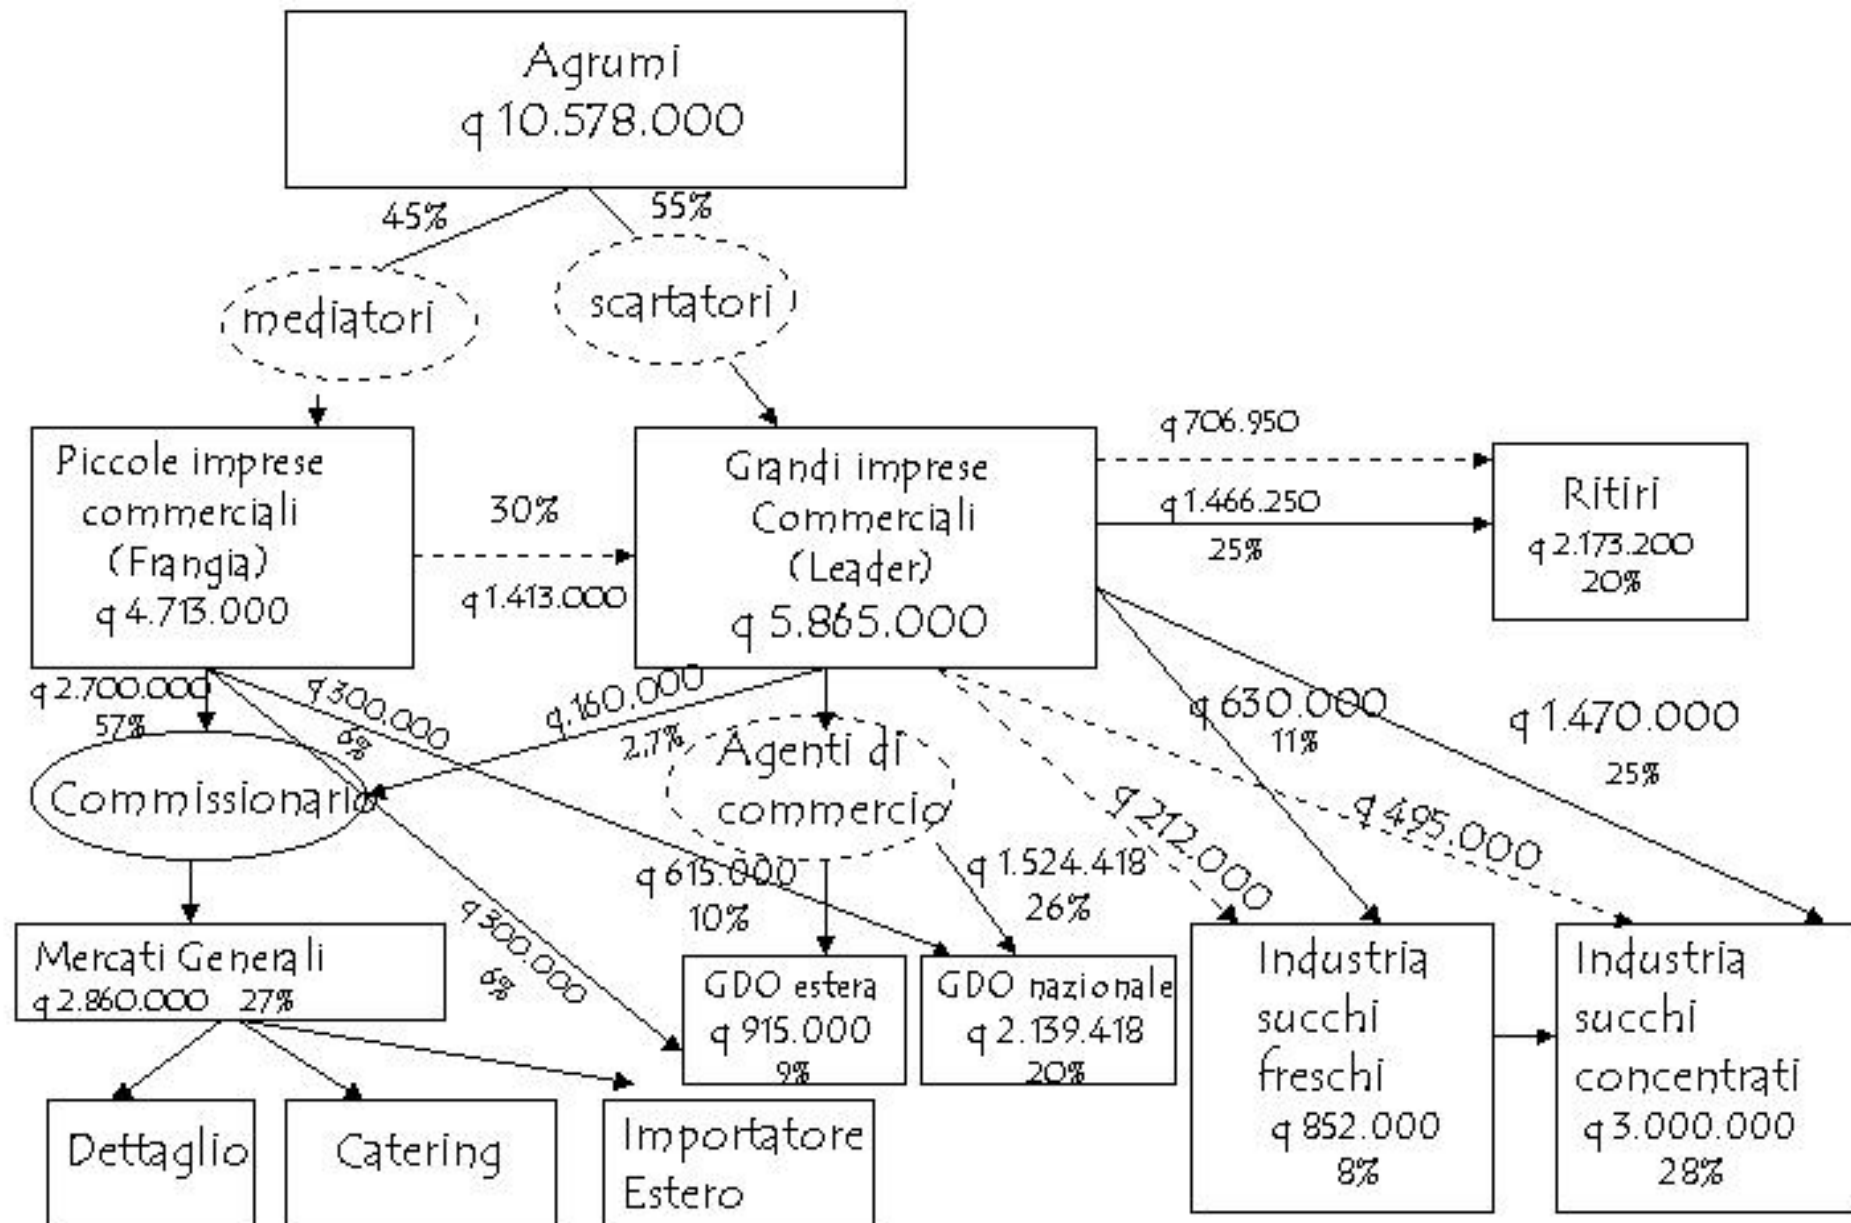 Agrumi
q 10.578.000
45%
55%
mediatori
scartatori
Piccole imprese
commerciali
(Frangia)
q 4.713.000
30%
q 1.413.000
Grandi imprese
Commerciali
(Leader)
q 5.865.000
q 706.950
q 1.466.250
25%
Ritiri
q 2.173.200
20%
q 2.700.000
57%
q 300.000
6%
q.160.000
2,7%
q 630.000
11%
q 1.470.000
25%
Commissionario
Agenti di
commercio
q 212.000
q 495.000
q 615.000
10%
q 1.524.418
26%
q 300.000
6%
Mercati Generali
q 2.860.000 27%
GDO estera
q 915.000
9%
GDO nazionale
q 2.139.418
20%
Industria
succhi
freschi
q 852.000
8%
Industria
succhi
concentrati
q 3.000.000
28%
Dettaglio
Catering
Importatore
Estero